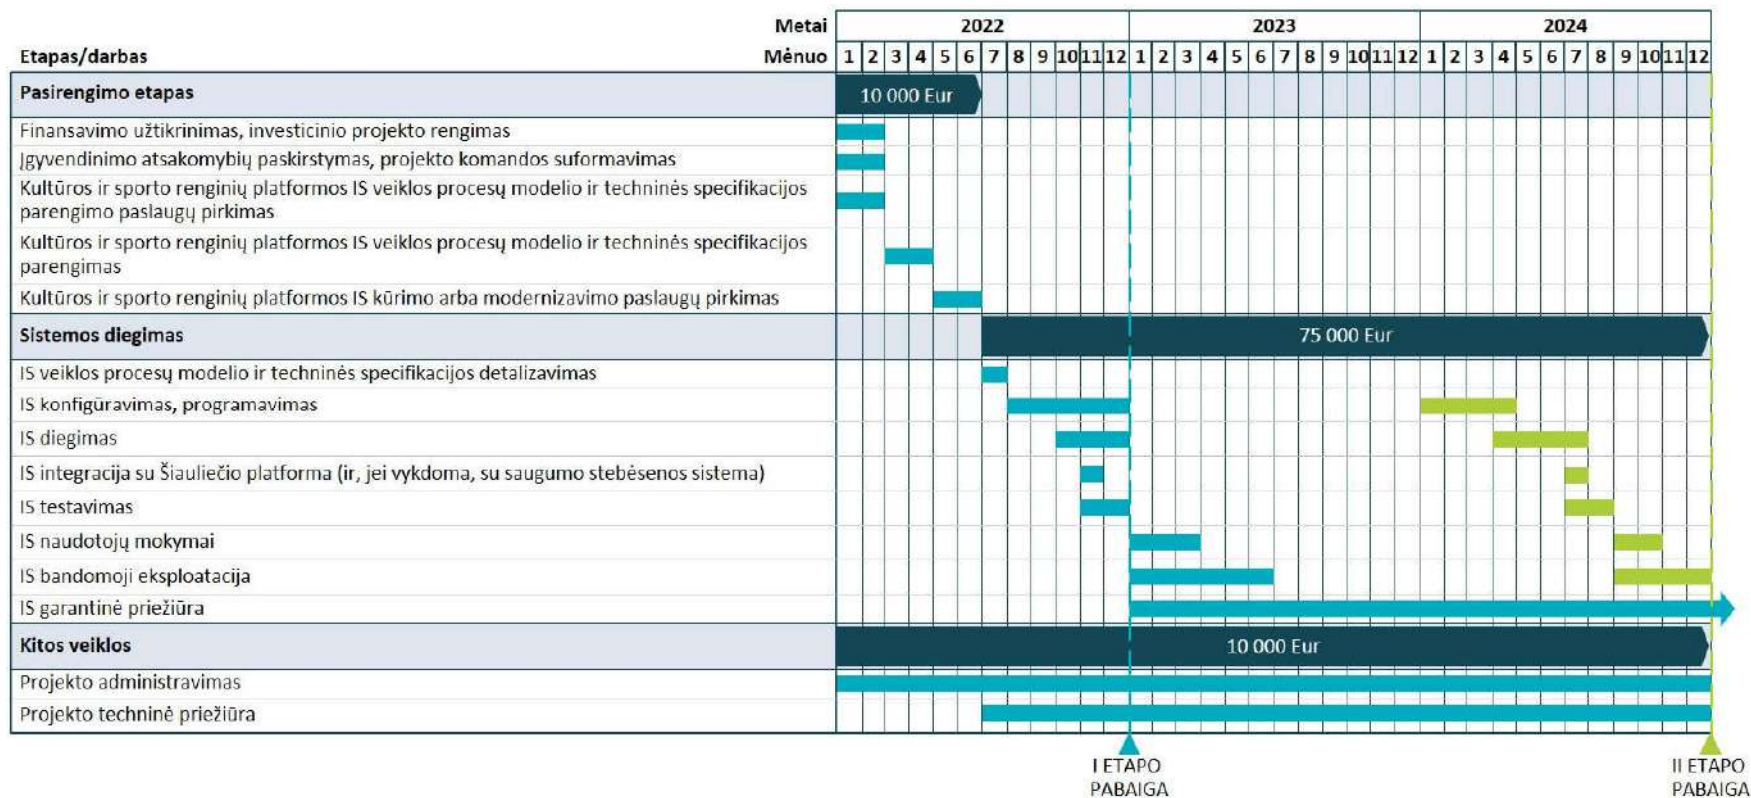 Metai 2022 2023 2024
Etapas/darbas Mėnuo 1 2 3 4 5 6 7 8 9 10 11 12 1 2 3 4 5 6 7 8 9 10 11 12 1 2 3 4 5 6 7 8 9 10 11 12
Pasirengimo etapas 10 000 Eur
Finansavimo užtikrinimas, investicinio projekto rengimas
Įgyvendinimo atsakomybių paskirstymas, projekto komandos suformavimas
Kultūros ir sporto renginių platformos IS veiklos procesų modelio ir techninės specifikacijos
parengimo paslaugų pirkimas
Kultūros ir sporto renginių platformos IS veiklos procesų modelio ir techninės specifikacijos
parengimas
Kultūros ir sporto renginių platformos IS kūrimo arba modernizavimo paslaugų pirkimas
Sistemos diegimas 75 000 Eur
IS veiklos procesų modelio ir techninės specifikacijos detalizavimas
IS konfigūravimas, programavimas
IS diegimas
IS integracija su Šiauliečio platforma (ir, jei vykdoma, su saugumo stebėsenos sistema)
IS testavimas
IS naudotojų mokymai
IS bandomoji eksploatacija
IS garantinė priežiūra
Kitos veiklos 10 000 Eur
Projekto administravimas
Projekto techninė priežiūra
I ETAPO
PABAIGA
II ETAPO
PABAIGA